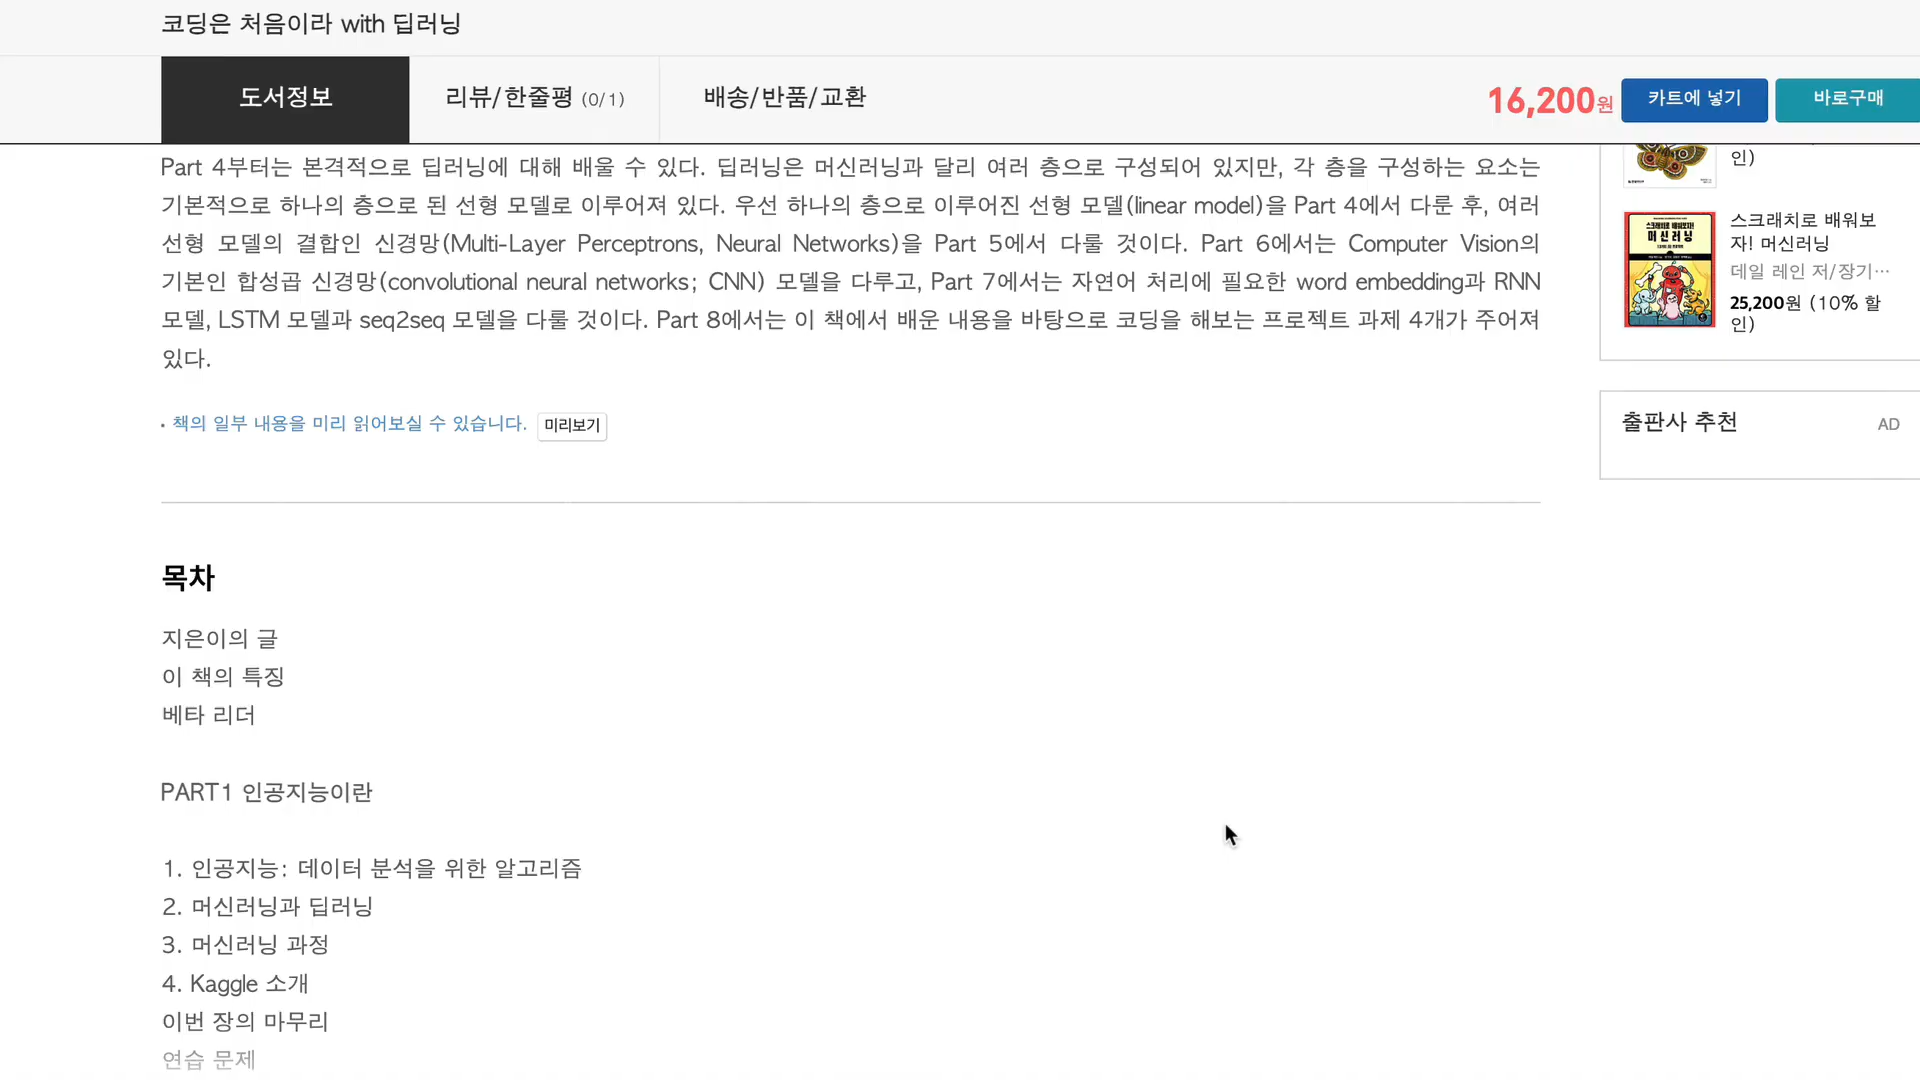 코딩은 처음이라 with 딥러닝
도서정보
리뷰/한줄평 (0/1)
배송/반품/교환
16,200원
카트에 넣기
바로구매
Part 4부터는 본격적으로 딥러닝에 대해 배울 수 있다. 딥러닝은 머신러닝과 달리 여러 층으로 구성되어 있지만, 각 층을 구성하는 요소는
기본적으로 하나의 층으로 된 선형 모델로 이루어져 있다. 우선 하나의 층으로 이루어진 선형 모델(linear model)을 Part 4에서 다룬 후, 여러
선형 모델의 결합인 신경망(Multi-Layer Perceptrons, Neural Networks)을 Part 5에서 다룰 것이다. Part 6에서는 Computer Vision의
기본인 합성곱 신경망(convolutional neural networks; CNN) 모델을 다루고, Part 7에서는 자연어 처리에 필요한 word embedding과 RNN
모델, LSTM 모델과 seq2seq 모델을 다룰 것이다. Part 8에서는 이 책에서 배운 내용을 바탕으로 코딩을 해보는 프로젝트 과제 4개가 주어져
있다.
• 책의 일부 내용을 미리 읽어보실 수 있습니다. 미리보기
목차
지은이의 글
이 책의 특징
베타 리더
PART1 인공지능이란
1. 인공지능: 데이터 분석을 위한 알고리즘
2. 머신러닝과 딥러닝
3. 머신러닝 과정
4. Kaggle 소개
이번 장의 마무리
연습 문제
인)
스크래치로 배워보자!
머신러닝
스크래치로 배워보
자! 머신러닝
데일 레인 저/장기…
25,200원 (10% 할
인)
출판사 추천
AD